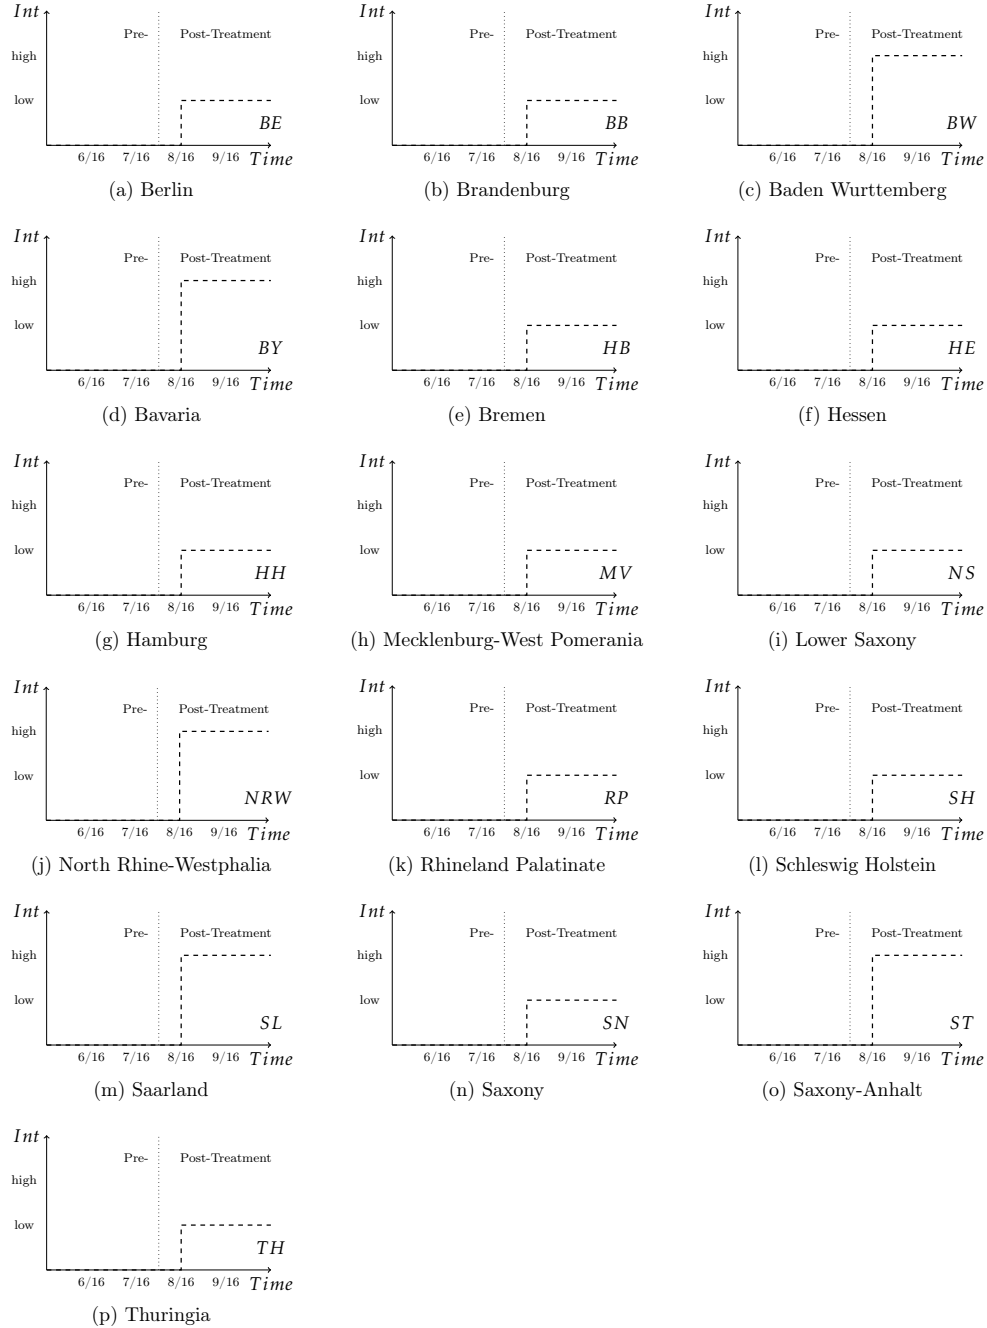 Int
Pre-
Post-Treatment
high
low
BE
6/16 7/16 8/16 9/16 Time
(a) Berlin
Int
Pre-
Post-Treatment
high
low
BB
6/16 7/16 8/16 9/16 Time
(b) Brandenburg
Int
Pre-
Post-Treatment
high
low
BW
6/16 7/16 8/16 9/16 Time
(c) Baden Wurttemberg
Int
Pre-
Post-Treatment
high
low
BY
6/16 7/16 8/16 9/16 Time
(d) Bavaria
Int
Pre-
Post-Treatment
high
low
HB
6/16 7/16 8/16 9/16 Time
(e) Bremen
Int
Pre-
Post-Treatment
high
low
HE
6/16 7/16 8/16 9/16 Time
(f) Hessen
Int
Pre-
Post-Treatment
high
low
HH
6/16 7/16 8/16 9/16 Time
(g) Hamburg
Int
Pre-
Post-Treatment
high
low
MV
6/16 7/16 8/16 9/16 Time
(h) Mecklenburg-West Pomerania
Int
Pre-
Post-Treatment
high
low
NS
6/16 7/16 8/16 9/16 Time
(i) Lower Saxony
Int
Pre-
Post-Treatment
high
low
NRW
6/16 7/16 8/16 9/16 Time
(j) North Rhine-Westphalia
Int
Pre-
Post-Treatment
high
low
RP
6/16 7/16 8/16 9/16 Time
(k) Rhineland Palatinate
Int
Pre-
Post-Treatment
high
low
SH
6/16 7/16 8/16 9/16 Time
(l) Schleswig Holstein
Int
Pre-
Post-Treatment
high
low
SL
6/16 7/16 8/16 9/16 Time
(m) Saarland
Int
Pre-
Post-Treatment
high
low
SN
6/16 7/16 8/16 9/16 Time
(n) Saxony
Int
Pre-
Post-Treatment
high
low
ST
6/16 7/16 8/16 9/16 Time
(o) Saxony-Anhalt
Int
Pre-
Post-Treatment
high
low
TH
6/16 7/16 8/16 9/16 Time
(p) Thuringia